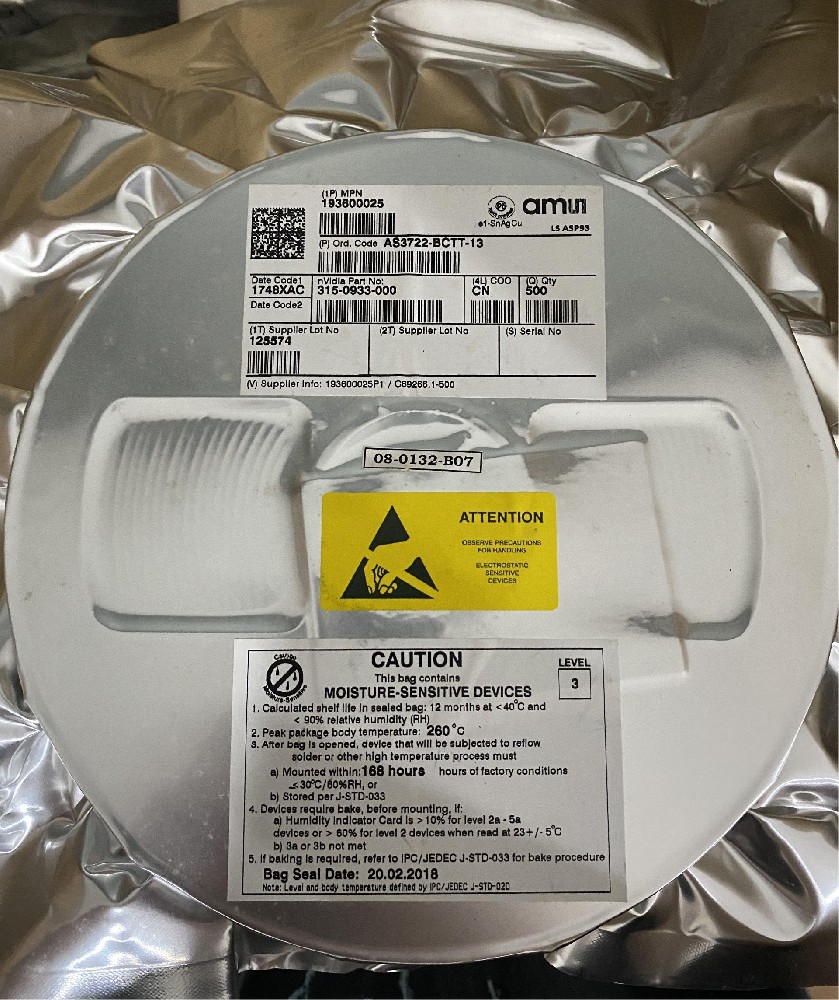 (1P) MPN
193600025
amu
e1-SnAgCu
LS ASP93
(P) Ord. Code AS3722-BCTT-13
Date Code1
1748XAC
nVidia Part No:
315-0933-000
(4L) COO
CN
(Q) Qty
500
Date Code2
(1T) Supplier Lot No
125574
(2T) Supplier Lot No
(S) Serial No
(V) Supplier Info: 193600025P1 / C69266.1-500
08-0132-B07
ATTENTION
OBSERVE PRECAUTIONS
FOR HANDLING
ELECTROSTATIC
SENSITIVE
DEVICES
Caution
Moisture-Sensitive
CAUTION
This bag contains
MOISTURE-SENSITIVE DEVICES
LEVEL
3
1. Calculated shelf life in sealed bag: 12 months at <40°C and
< 90% relative humidity (RH)
2. Peak package body temperature: 260°C
3. After bag is opened, device that will be subjected to reflow
solder or other high temperature process must
a) Mounted within: 168 hours hours of factory conditions
≤30°C/60%RH, or
b) Stored per J-STD-033
4. Devices require bake, before mounting, if:
a) Humidity Indicator Card is > 10% for level 2a - 5a
devices or > 60% for level 2 devices when read at 23+/- 5°C
b) 3a or 3b not met
5. If baking is required, refer to IPC/JEDEC J-STD-033 for bake procedure
Bag Seal Date: 20.02.2018
Note: Level and body temperature defined by IPC/JEDEC J-STD-020